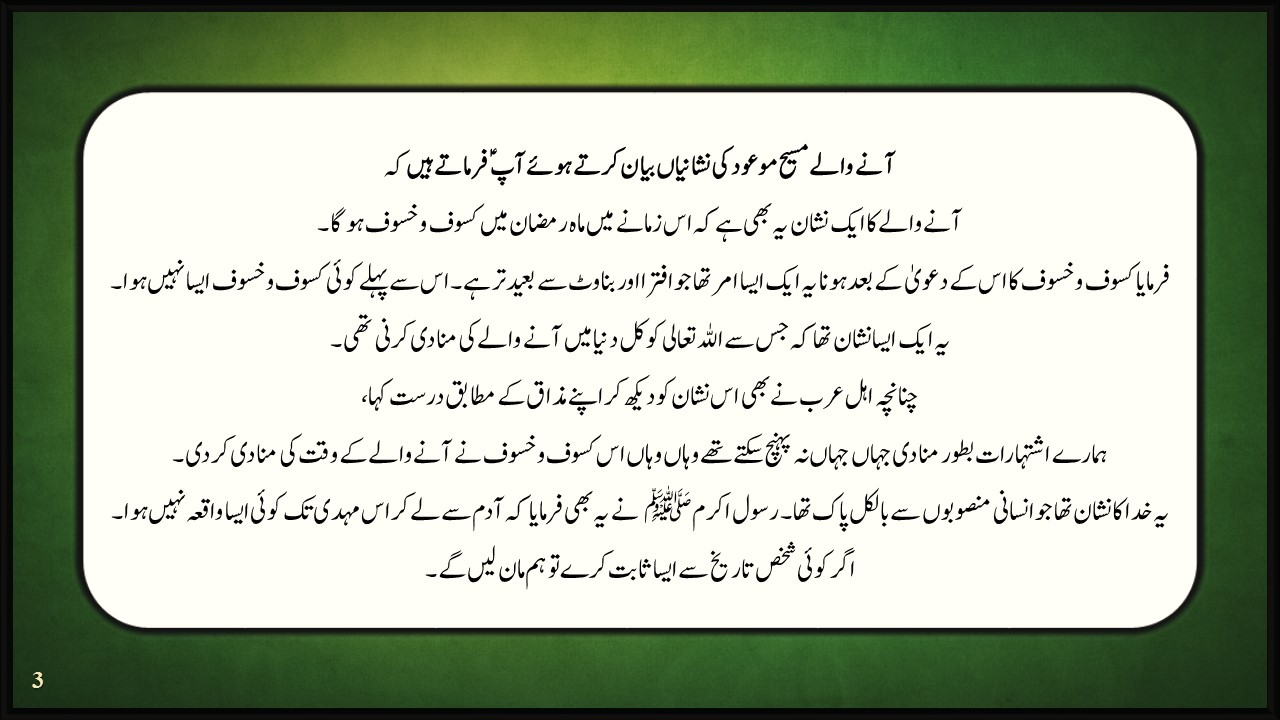 آنے والے مسیح موعود کی نشانیاں بیان کرتے ہوئے آپؑ فرماتے ہیں کہ
آنے والے کا ایک نشان یہ بھی ہے کہ اس زمانے میں ماہ رمضان میں کسوف و خسوف ہو گا۔
فرمایا کسوف و خسوف کا اس کے دعویٰ کے بعد ہونا یہ ایک ایسا امر تھا جو افترا اور بناوٹ سے بعید تر ہے۔ اس سے پہلے کوئی کسوف و خسوف ایسا نہیں ہوا۔
یہ ایک ایسا نشان تھا کہ جس سے اللہ تعالی کو کل دنیا میں آنے والے کی منادی کرنی تھی۔
چنانچہ اہل عرب نے بھی اس نشان کو دیکھ کر اپنے مذاق کے مطابق درست کہا،
ہمارے اشتہارات بطور منادی جہاں جہاں نہ پہنچ سکتے تھے وہاں وہاں اس کسوف و خسوف نے آنے والے کے وقت کی منادی کر دی۔
یہ خدا کا نشان تھا جو انسانی منصوبوں سے بالکل پاک تھا۔ رسول اکرم ﷺ نے یہ بھی فرمایا کہ آدم سے لے کر اس مہدی تک کوئی ایسا واقعہ نہیں ہوا۔
اگر کوئی شخص تاریخ سے ایسا ثابت کرے تو ہم مان لیں گے۔
3